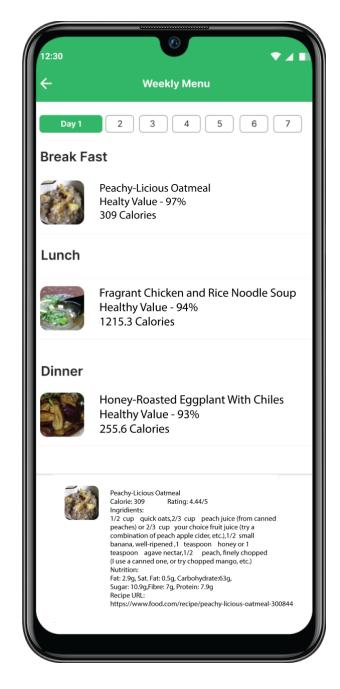 12:30
Weekly Menu
Day 1 2 3 4 5 6 7
Break Fast
Peachy-Licious Oatmeal
Healty Value - 97%
309 Calories
Lunch
Fragrant Chicken and Rice Noodle Soup
Healthy Value - 94%
1215.3 Calories
Dinner
Honey-Roasted Eggplant With Chiles
Healthy Value - 93%
255.6 Calories
Peachy-Licious Oatmeal
Calorie: 309 Rating: 4.44/5
Ingridients:
1/2 cup quick oats,2/3 cup peach juice (from canned
peaches) or 2/3 cup your choice fruit juice (try a
combination of peach apple cider, etc.),1/2 small
banana, well-ripened ,1 teaspoon honey or 1
teaspoon agave nectar,1/2 peach, finely chopped
(I use a canned one, or try chopped mango, etc.)
Nutrition:
Fat: 2.9g, Sat. Fat: 0.5g, Carbohydrate:63g,
Sugar: 10.9g,Fibre: 7g, Protein: 7.9g
Recipe URL:
https://www.food.com/recipe/peachy-licious-oatmeal-300844